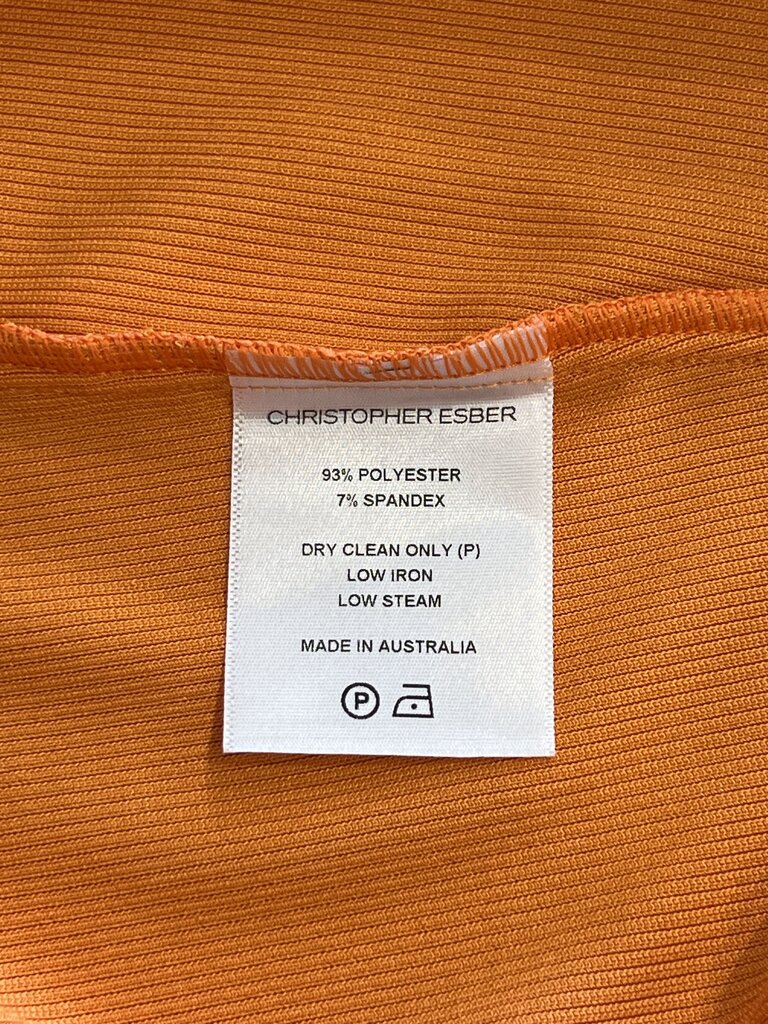 CHRISTOPHER ESBER
93% POLYESTER
7% SPANDEX
DRY CLEAN ONLY (P)
LOW IRON
LOW STEAM
MADE IN AUSTRALIA
P